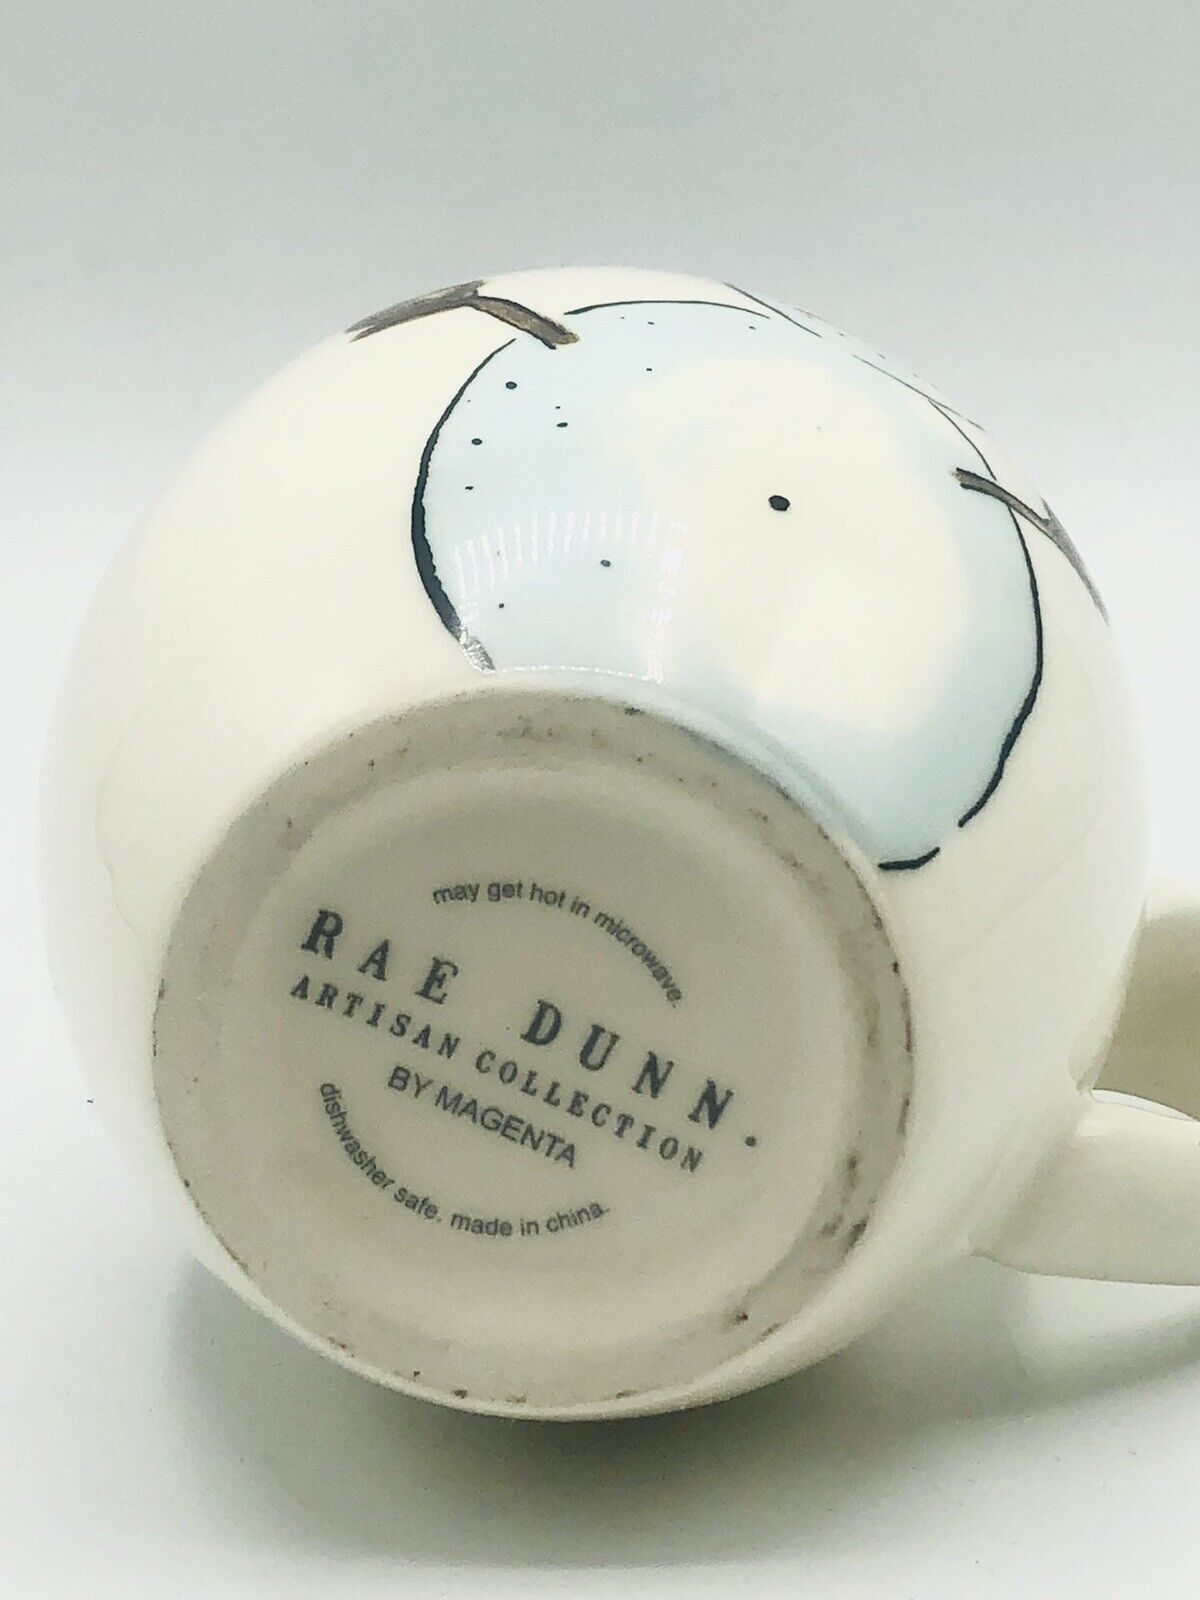 may get hot in microwave.
RAE DUNN.
ARTISAN COLLECTION
BY MAGENTA
dishwasher safe. made in china.